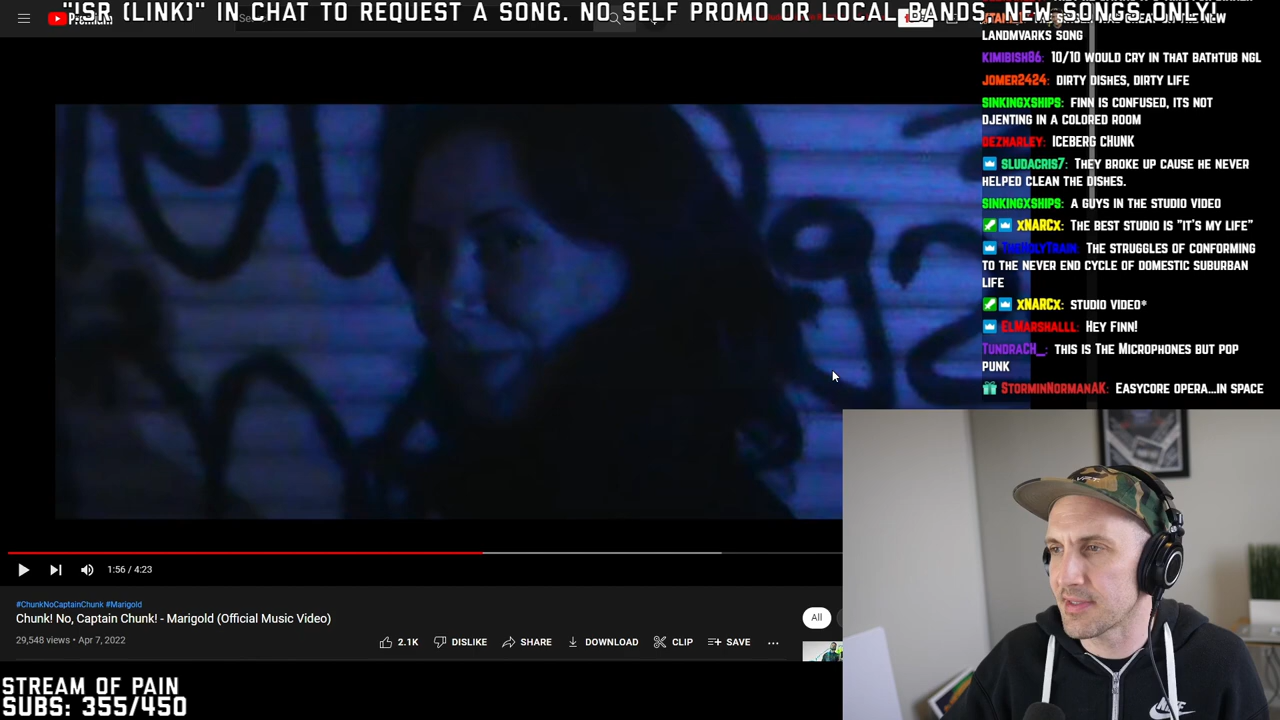 "!SR (LINK)" IN CHAT TO REQUEST A SONG. NO SELF PROMO OR LOCAL BANDS. NEW SONGS ONLY!
LANDMVARKS SONG
KIMIBISH86: 10/10 WOULD CRY IN THAT BATHTUB NGL
JOMER2424: DIRTY DISHES, DIRTY LIFE
SINKINGXSHIPS: FINN IS CONFUSED, ITS NOT
DJENTING IN A COLORED ROOM
DEZHARLEY: ICEBERG CHUNK
SLUDACRIS7: THEY BROKE UP CAUSE HE NEVER
HELPED CLEAN THE DISHES.
SINKINGXSHIPS: A GUYS IN THE STUDIO VIDEO
XNARCX: THE BEST STUDIO IS "IT'S MY LIFE"
THEHOLYTRAIN: THE STRUGGLES OF CONFORMING
TO THE NEVER END CYCLE OF DOMESTIC SUBURBAN
LIFE
XNARCX: STUDIO VIDEO*
ELMARSHALLL: HEY FINN!
TUNDRACH_: THIS IS THE MICROPHONES BUT POP
PUNK
STORMINNORMANAK: EASYCORE OPERA...IN SPACE
1:56 / 4:23
#ChunkNoCaptainChunk #Marigold
Chunk! No, Captain Chunk! - Marigold (Official Music Video)
All
29,548 views • Apr 7, 2022
2.1K DISLIKE SHARE DOWNLOAD CLIP SAVE
STREAM OF PAIN
SUBS: 355/450